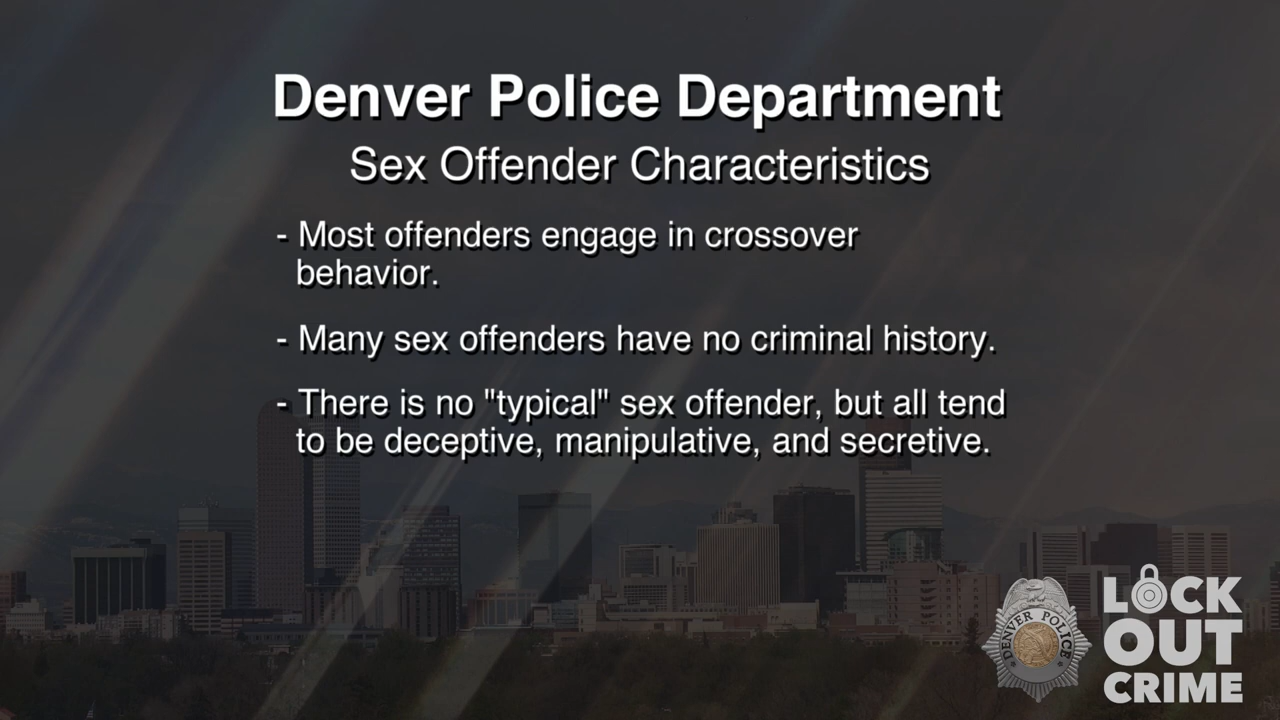 Denver Police Department
Sex Offender Characteristics
- Most offenders engage in crossover
behavior.
- Many sex offenders have no criminal history.
- There is no "typical" sex offender, but all tend
to be deceptive, manipulative, and secretive.
DENVER POLICE
LOCK
OUT
CRIME